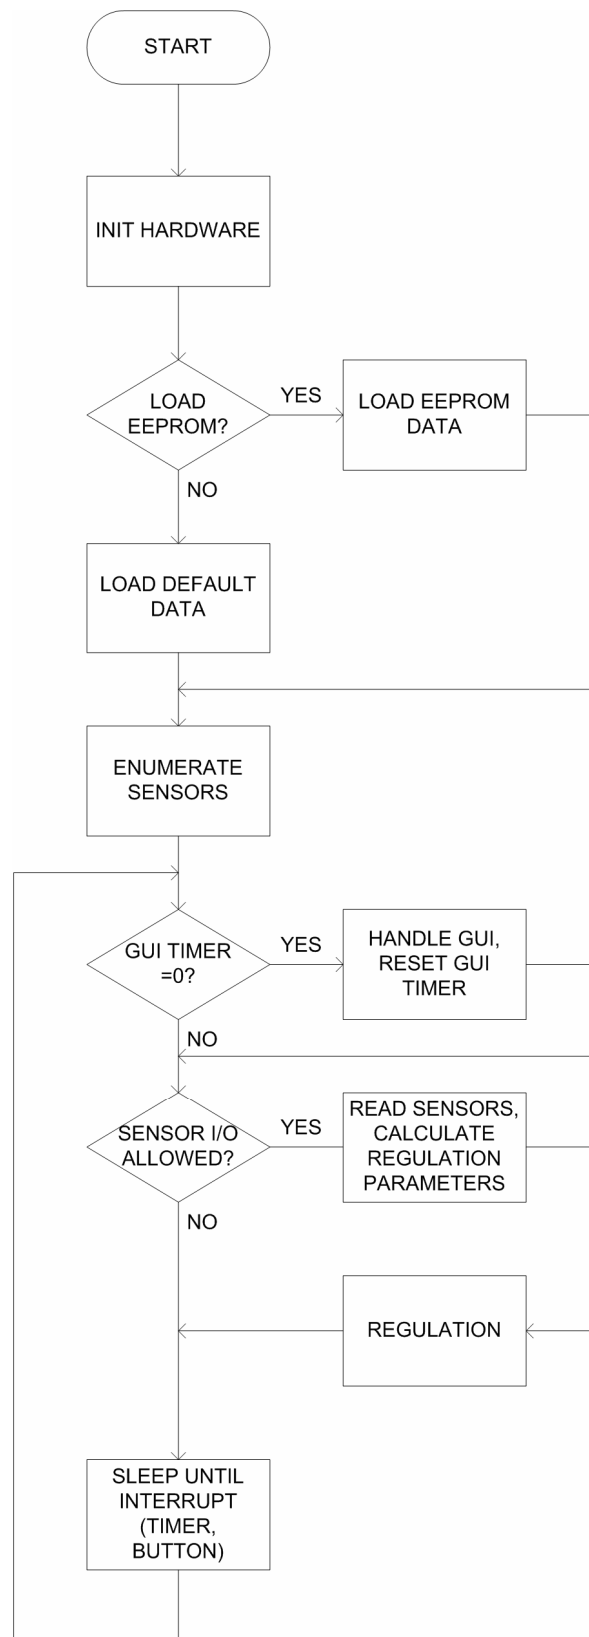 START
INIT HARDWARE
LOAD
EEPROM?
YES
LOAD EEPROM
DATA
NO
LOAD DEFAULT
DATA
ENUMERATE
SENSORS
GUI TIMER
=0?
YES
HANDLE GUI,
RESET GUI
TIMER
NO
SENSOR I/O
ALLOWED?
YES
READ SENSORS,
CALCULATE
REGULATION
PARAMETERS
NO
REGULATION
SLEEP UNTIL
INTERRUPT
(TIMER,
BUTTON)